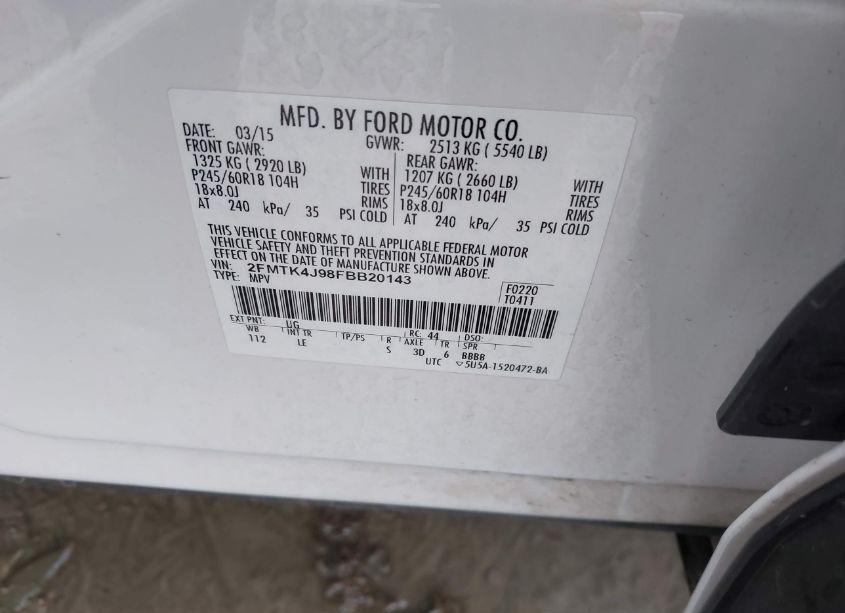 MFD. BY FORD MOTOR CO.
DATE: 03/15 GVWR: 2513 KG ( 5540 LB)
FRONT GAWR: REAR GAWR:
1325 KG ( 2920 LB) WITH 1207 KG ( 2660 LB) WITH
P245/60R18 104H TIRES P245/60R18 104H TIRES
18x8.0J RIMS 18x8.0J RIMS
AT 240 kPa/ 35 PSI COLD AT 240 kPa/ 35 PSI COLD
THIS VEHICLE CONFORMS TO ALL APPLICABLE FEDERAL MOTOR
VEHICLE SAFETY AND THEFT PREVENTION STANDARDS IN
EFFECT ON THE DATE OF MANUFACTURE SHOWN ABOVE.
VIN: 2FMTK4J98FBB20143
TYPE: MPV
F0220
T0411
EXT PNT: UG RC: 44 DSO:
WB INT TR TP/PS R AXLE TR SPR
112 LE S 3D 6 BBBB
UTC 5U5A-1520472-BA